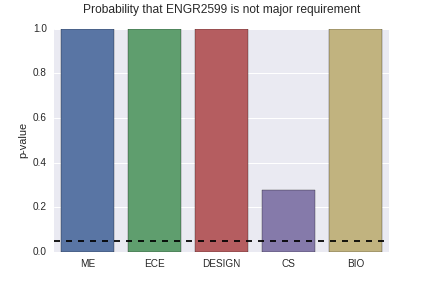 Probability that ENGR2599 is not major requirement
1.0
0.8
0.6
0.4
0.2
0.0
p-value
ME ECE DESIGN CS BIO